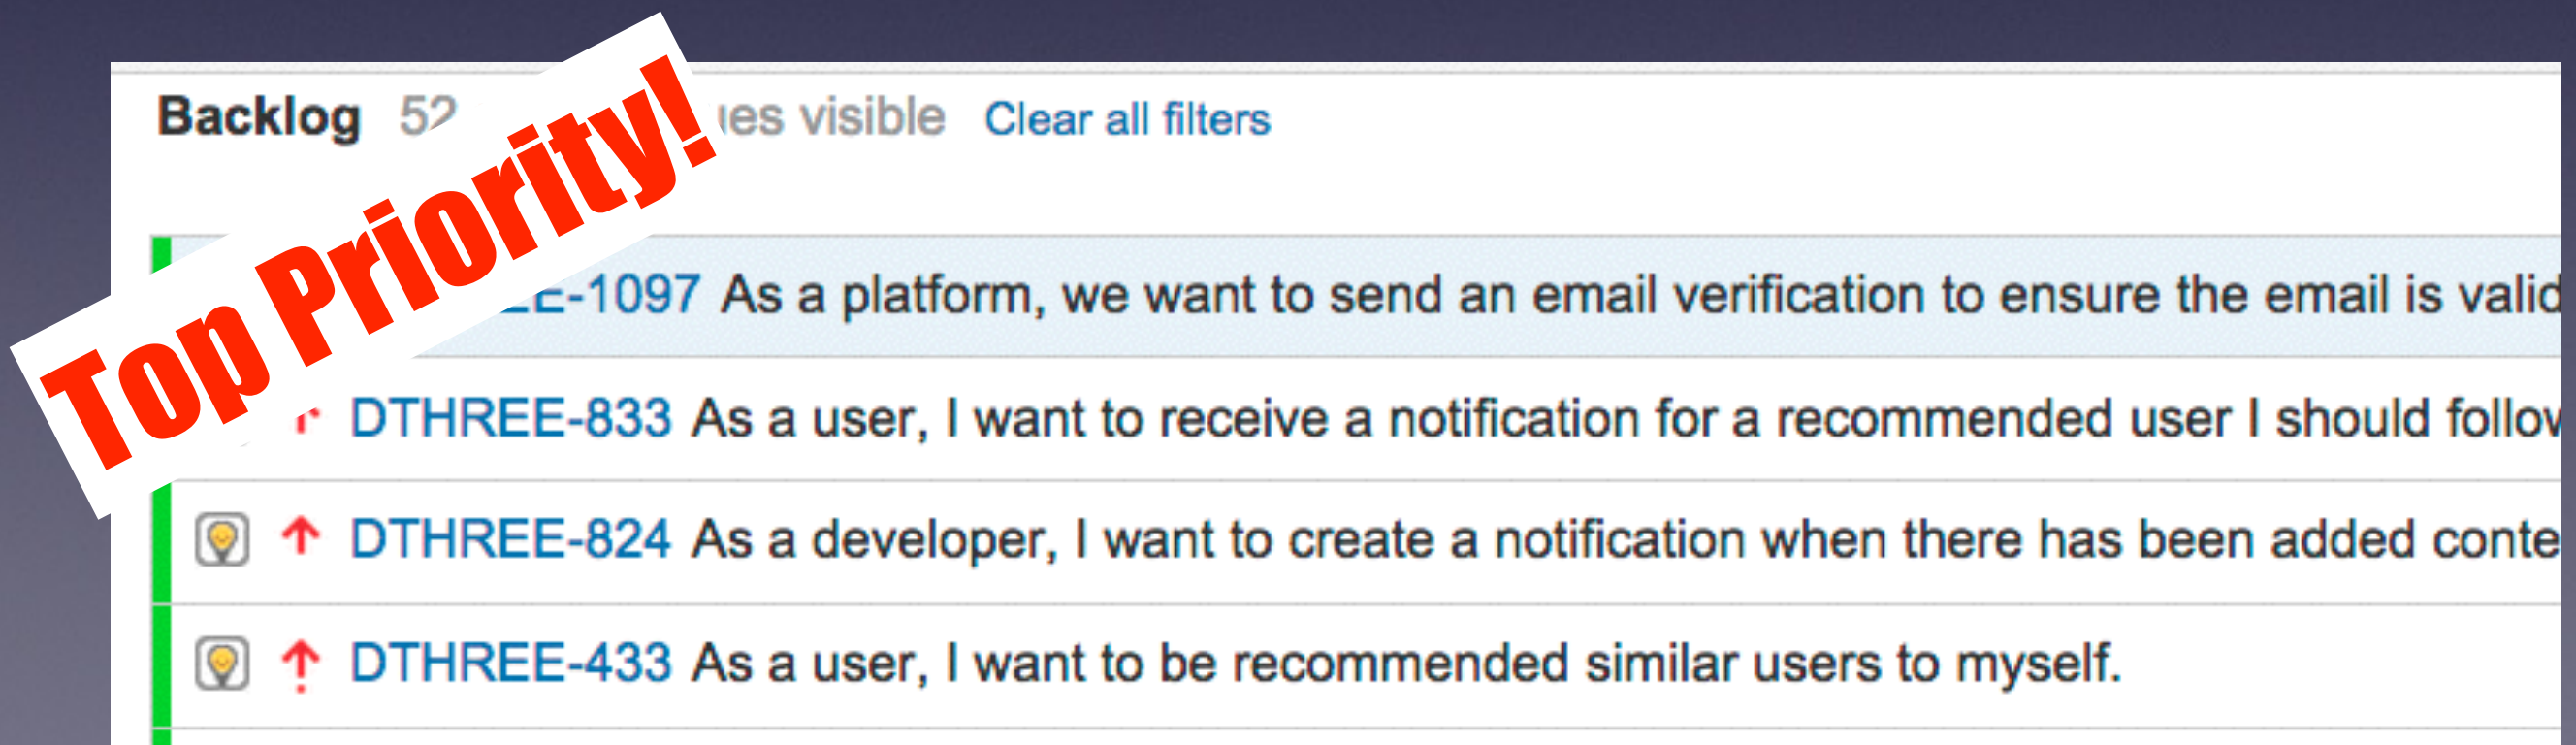 Top Priority!
Backlog 52 visible Clear all filters
-1097 As a platform, we want to send an email verification to ensure the email is valid
DTHREE-833 As a user, I want to receive a notification for a recommended user I should follow
DTHREE-824 As a developer, I want to create a notification when there has been added conte
DTHREE-433 As a user, I want to be recommended similar users to myself.